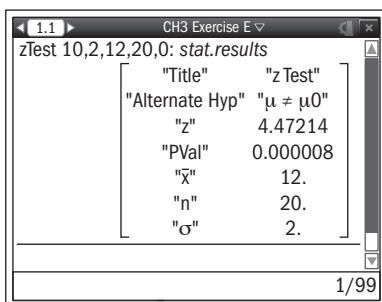 1.1 CH3 Exercise E
zTest 10,2,12,20,0: stat.results
"Title" "z Test"
"Alternate Hyp" "μ ≠ μ0"
"z" 4.47214
"PVal" 0.000008
"x̄" 12.
"n" 20.
"σ" 2.
1/99